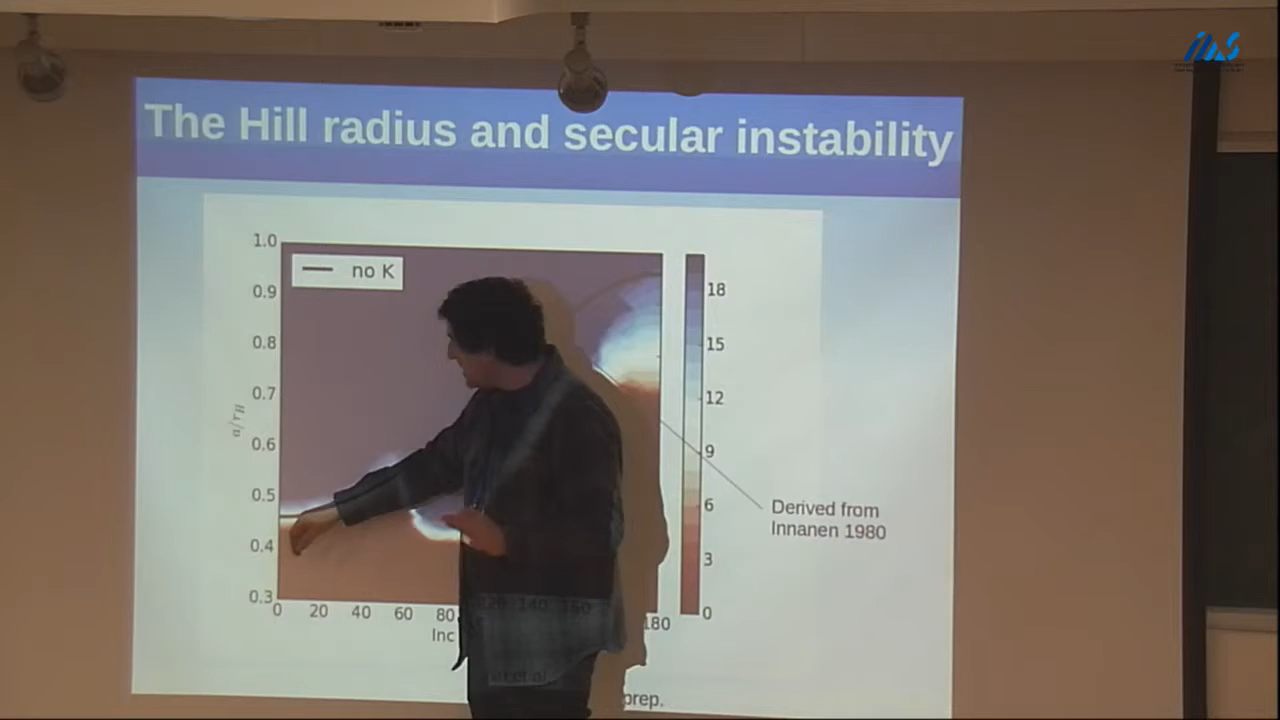 The Hill radius and secular instability
1.0
no K
0.9
0.8
0.7
a/rH
0.6
0.5
0.4
0.3
0 20 40 60 80 140 160 180
Inc
18
15
12
9
6
3
0
Derived from
Innanen 1980
prep.